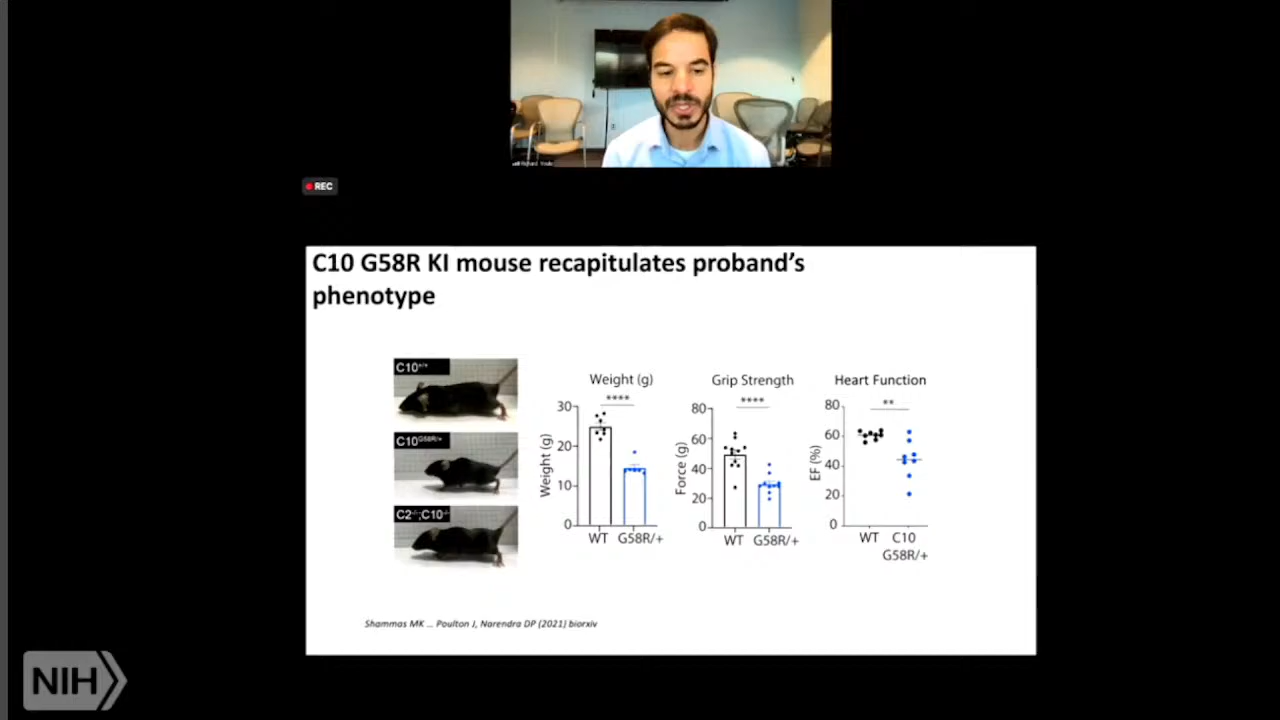 REC
C10 G58R KI mouse recapitulates proband's
phenotype
C10+/+
C10G58R/+
C2-/-;C10-/-
Weight (g)
****
30
20
10
0
Weight (g)
WT G58R/+
Grip Strength
****
80
60
40
20
0
Force (g)
WT G58R/+
Heart Function
**
80
60
40
20
0
EF (%)
WT C10
G58R/+
Shammas MK ... Poulton J, Narendra DP (2021) biorxiv
NIH